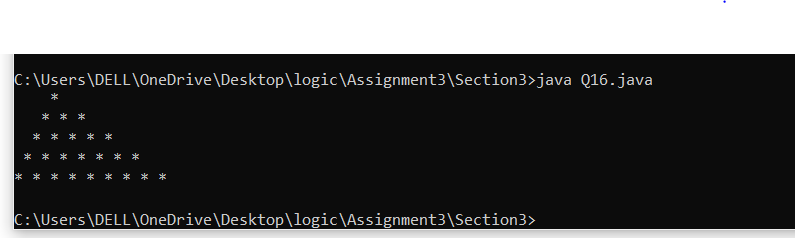 C:\Users\DELL\OneDrive\Desktop\logic\Assignment3\Section3>java Q16.java
    *
   * * *
  * * * * *
 * * * * * * *
* * * * * * * * *
C:\Users\DELL\OneDrive\Desktop\logic\Assignment3\Section3>